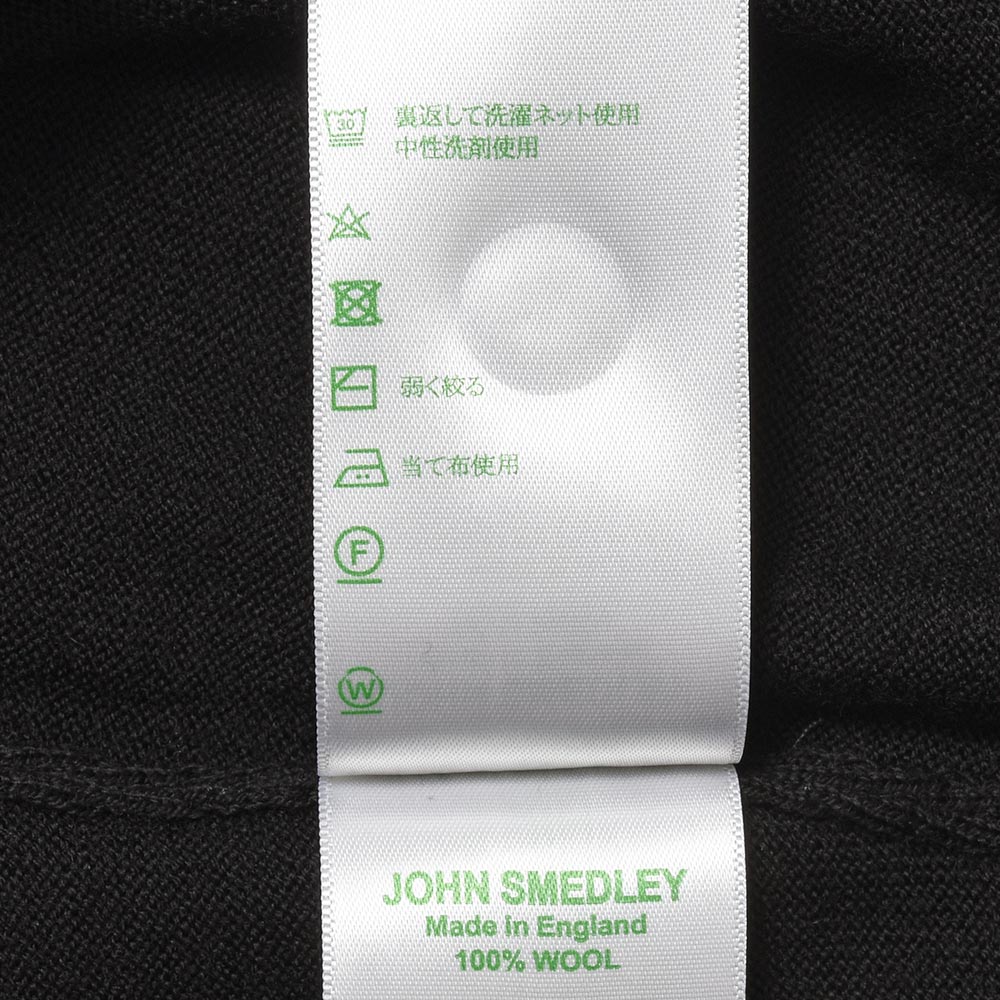 30
裏返して洗濯ネット使用
中性洗剤使用
弱く絞る
当て布使用
F
W
JOHN SMEDLEY
Made In England
100% WOOL